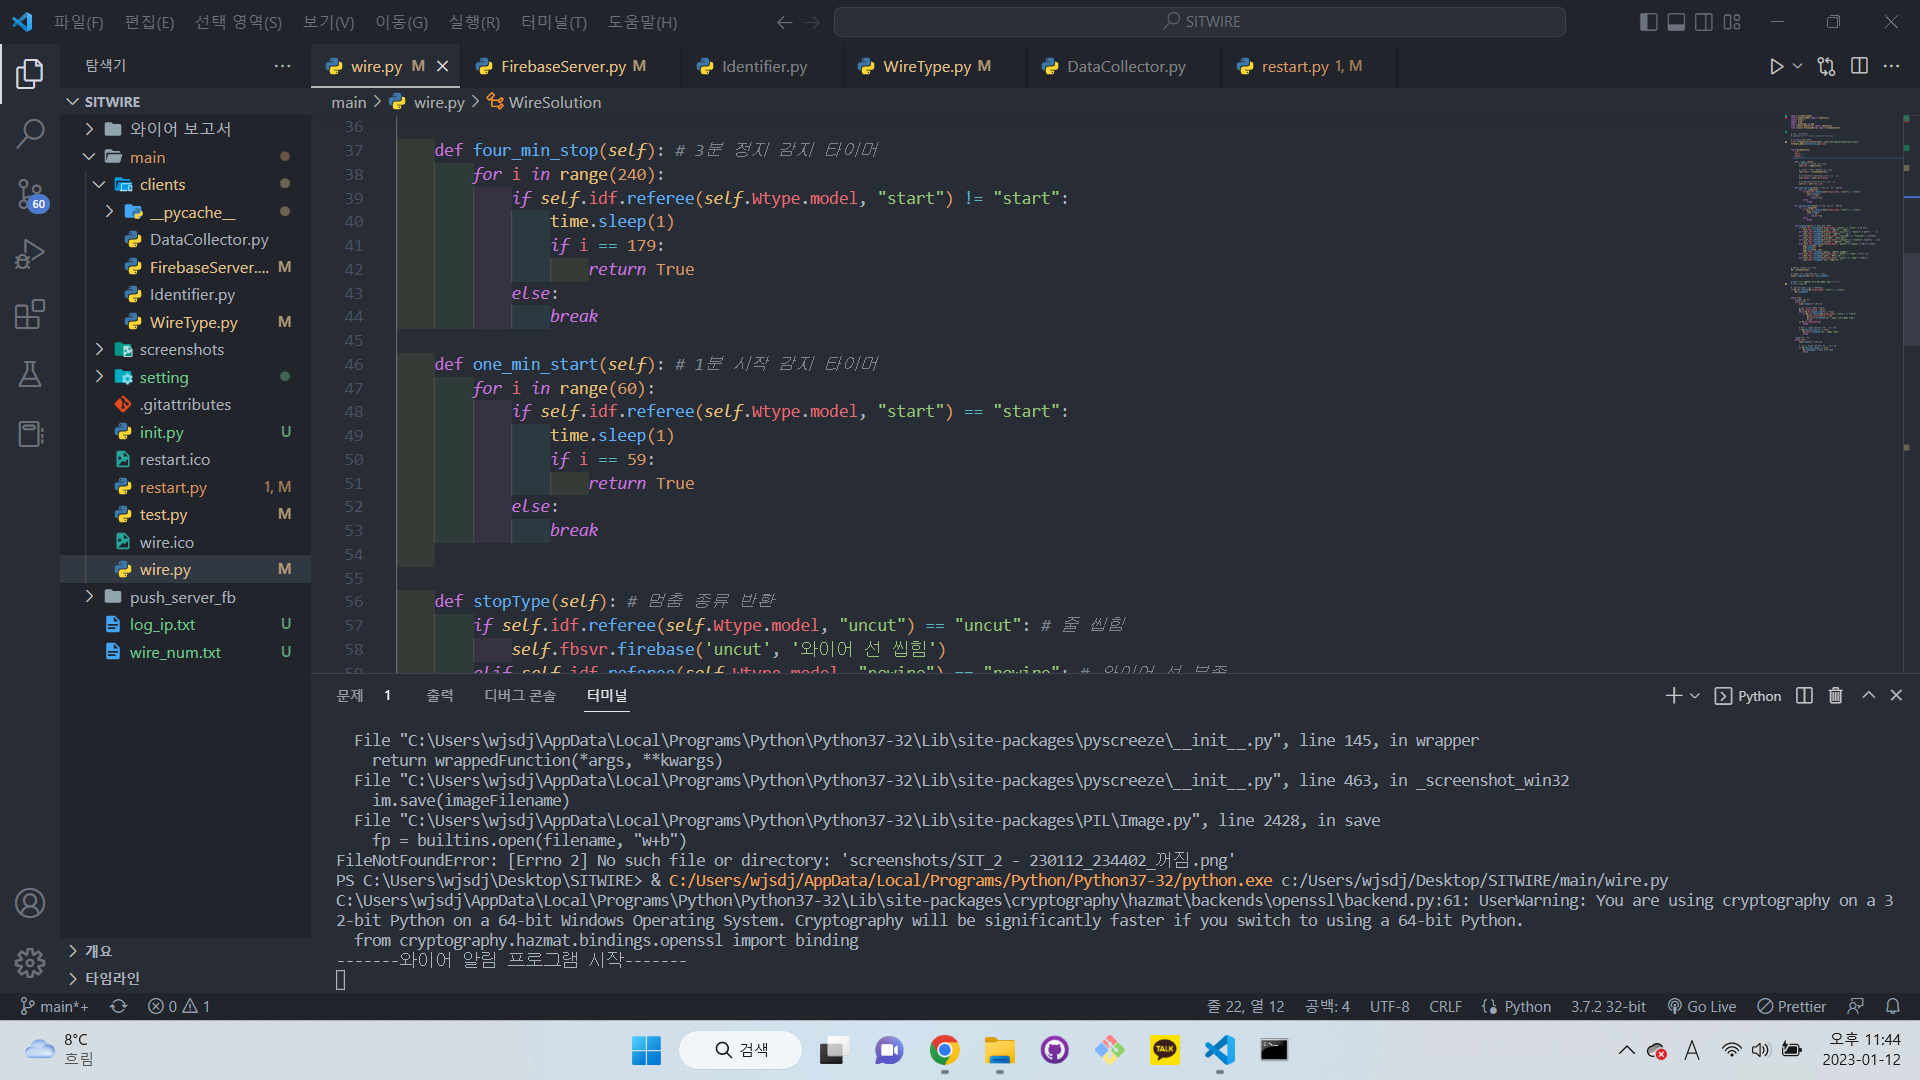 파일(F) 편집(E) 선택 영역(S) 보기(V) 이동(G) 실행(R) 터미널(T) 도움말(H)
SITWIRE
탐색기
wire.py M
FirebaseServer.py M
Identifier.py
WireType.py M
DataCollector.py
restart.py 1, M
SITWIRE
main > wire.py > WireSolution
와이어 보고서
main
clients
__pycache__
DataCollector.py
FirebaseServer.... M
Identifier.py
WireType.py M
screenshots
setting
.gitattributes
init.py U
restart.ico
restart.py 1, M
test.py M
wire.ico
wire.py M
push_server_fb
log_ip.txt U
wire_num.txt U
개요
타임라인
60
36
37 def four_min_stop(self): # 3분 정지 감지 타이머
38 for i in range(240):
39 if self.idf.referee(self.Wtype.model, "start") != "start":
40 time.sleep(1)
41 if i == 179:
42 return True
43 else:
44 break
45
46 def one_min_start(self): # 1분 시작 감지 타이머
47 for i in range(60):
48 if self.idf.referee(self.Wtype.model, "start") == "start":
49 time.sleep(1)
50 if i == 59:
51 return True
52 else:
53 break
54
55
56 def stopType(self): # 멈춤 종류 반환
57 if self.idf.referee(self.Wtype.model, "uncut") == "uncut": # 줄 씹힘
58 self.fbsvr.firebase('uncut', '와이어 선 씹힘')
59 elif self.idf.referee(self.Wtype.model, "nowire") == "nowire": # 와이어 선 부족
문제 1 출력 디버그 콘솔 터미널
Python
File "C:\Users\wjsdj\AppData\Local\Programs\Python\Python37-32\Lib\site-packages\pyscreeze\__init__.py", line 145, in wrapper
return wrappedFunction(*args, **kwargs)
File "C:\Users\wjsdj\AppData\Local\Programs\Python\Python37-32\Lib\site-packages\pyscreeze\__init__.py", line 463, in _screenshot_win32
im.save(imageFilename)
File "C:\Users\wjsdj\AppData\Local\Programs\Python\Python37-32\Lib\site-packages\PIL\Image.py", line 2428, in save
fp = builtins.open(filename, "w+b")
FileNotFoundError: [Errno 2] No such file or directory: 'screenshots/SIT_2 - 230112_234402_꺼짐.png'
PS C:\Users\wjsdj\Desktop\SITWIRE> & C:/Users/wjsdj/AppData/Local/Programs/Python/Python37-32/python.exe c:/Users/wjsdj/Desktop/SITWIRE/main/wire.py
C:\Users\wjsdj\AppData\Local\Programs\Python\Python37-32\Lib\site-packages\cryptography\hazmat\backends\openssl\backend.py:61: UserWarning: You are using cryptography on a 3
2-bit Python on a 64-bit Windows Operating System. Cryptography will be significantly faster if you switch to using a 64-bit Python.
from cryptography.hazmat.bindings.openssl import binding
-------와이어 알림 프로그램 시작-------
main*+ 0 1
줄 22, 열 12 공백: 4 UTF-8 CRLF Python 3.7.2 32-bit Go Live Prettier
8°C
흐림
검색
TALK
A
오후 11:44
2023-01-12